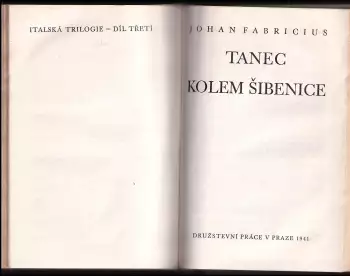 ITALSKÁ TRILOGIE – DÍL TŘETÍ
JOHAN FABRICIUS
TANEC
KOLEM ŠIBENICE
DRUŽSTEVNÍ PRÁCE V PRAZE 1941